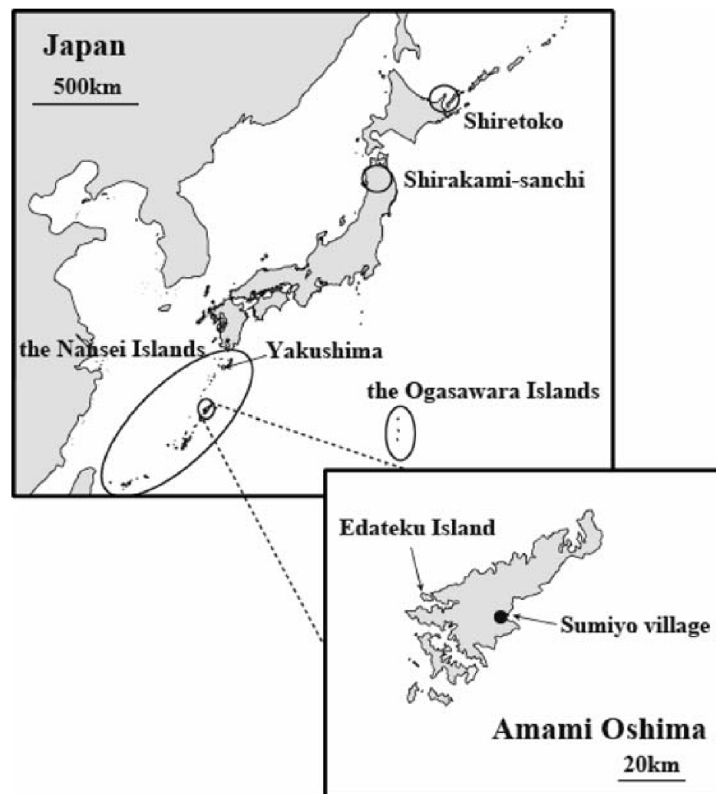 Japan
500km
Shiretoko
Shirakami-sanchi
the Nansei Islands
Yakushima
the Ogasawara Islands
Edateku Island
Sumiyo village
Amami Oshima
20km